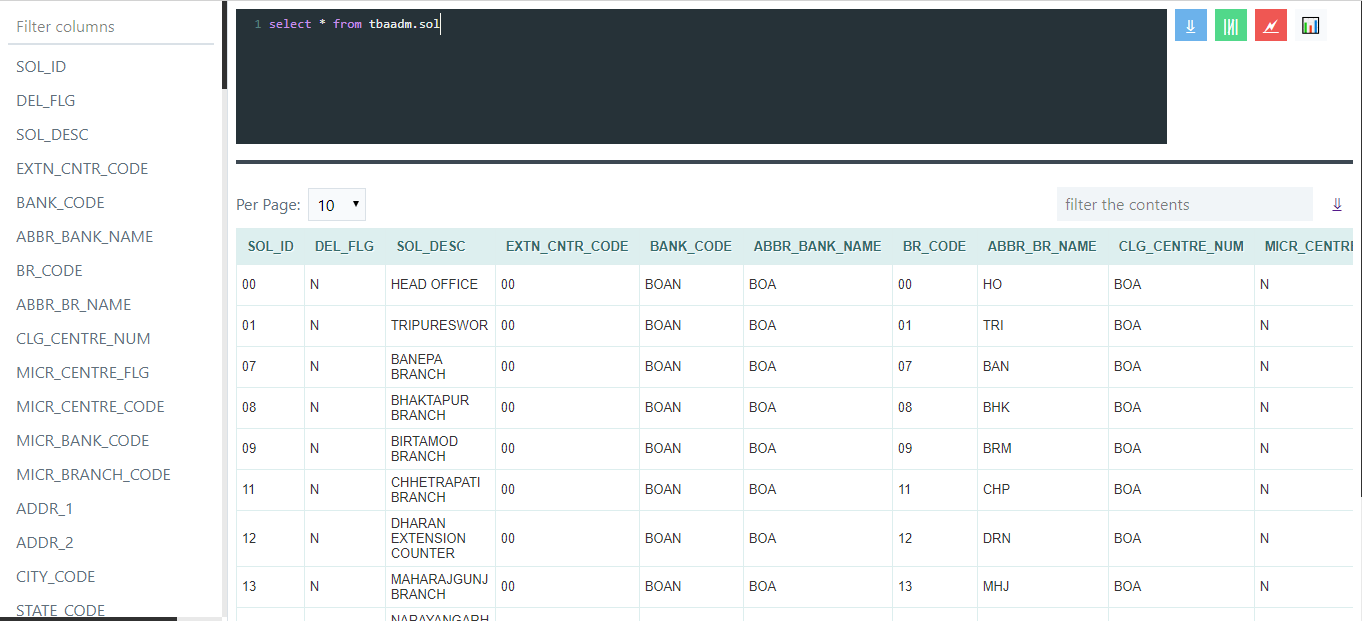 Filter columns
SOL_ID
DEL_FLG
SOL_DESC
EXTN_CNTR_CODE
BANK_CODE
ABBR_BANK_NAME
BR_CODE
ABBR_BR_NAME
CLG_CENTRE_NUM
MICR_CENTRE_FLG
MICR_CENTRE_CODE
MICR_BANK_CODE
MICR_BRANCH_CODE
ADDR_1
ADDR_2
CITY_CODE
STATE_CODE
1 select * from tbaadm.sol
Per Page: 10 filter the contents
SOL_ID DEL_FLG SOL_DESC EXTN_CNTR_CODE BANK_CODE ABBR_BANK_NAME BR_CODE ABBR_BR_NAME CLG_CENTRE_NUM MICR_CENTRE
00 N HEAD OFFICE 00 BOAN BOA 00 HO BOA N
01 N TRIPURESWOR 00 BOAN BOA 01 TRI BOA N
07 N BANEPA BRANCH 00 BOAN BOA 07 BAN BOA N
08 N BHAKTAPUR BRANCH 00 BOAN BOA 08 BHK BOA N
09 N BIRTAMOD BRANCH 00 BOAN BOA 09 BRM BOA N
11 N CHHETRAPATI BRANCH 00 BOAN BOA 11 CHP BOA N
12 N DHARAN EXTENSION COUNTER 00 BOAN BOA 12 DRN BOA N
13 N MAHARAJGUNJ BRANCH 00 BOAN BOA 13 MHJ BOA N
NARAYANGARH